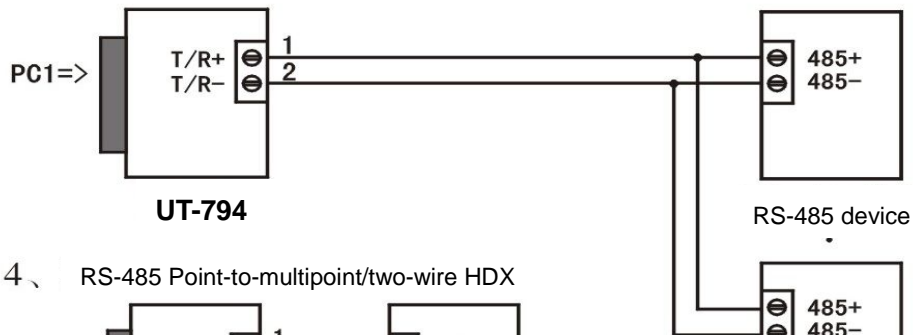 1
T/R+
485+
PC1=>
2
T/R-
485-
UT-794
RS-485 device
4、 RS-485 Point-to-multipoint/two-wire HDX
485+
1
485-